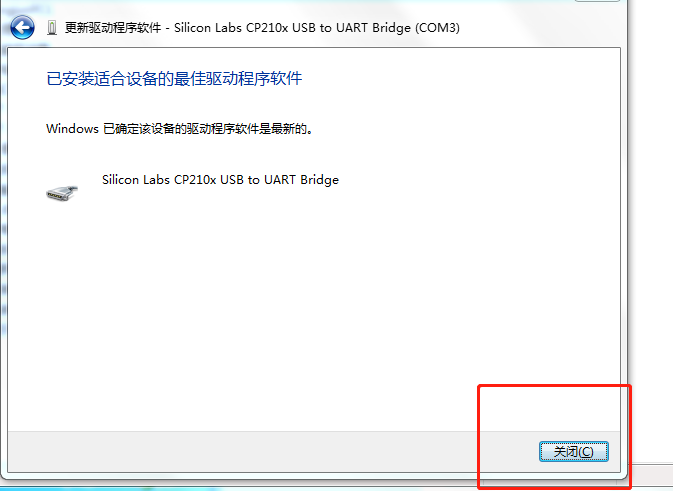 更新驱动程序软件 - Silicon Labs CP210x USB to UART Bridge (COM3)
已安装适合设备的最佳驱动程序软件
Windows 已确定该设备的驱动程序软件是最新的。
Silicon Labs CP210x USB to UART Bridge
关闭(C)